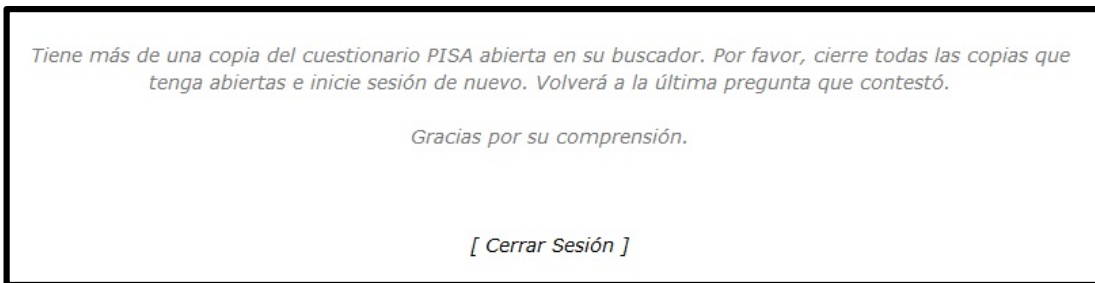 Tiene más de una copia del cuestionario PISA abierta en su buscador. Por favor, cierre todas las copias que
tenga abiertas e inicie sesión de nuevo. Volverá a la última pregunta que contestó.
Gracias por su comprensión.
[ Cerrar Sesión ]